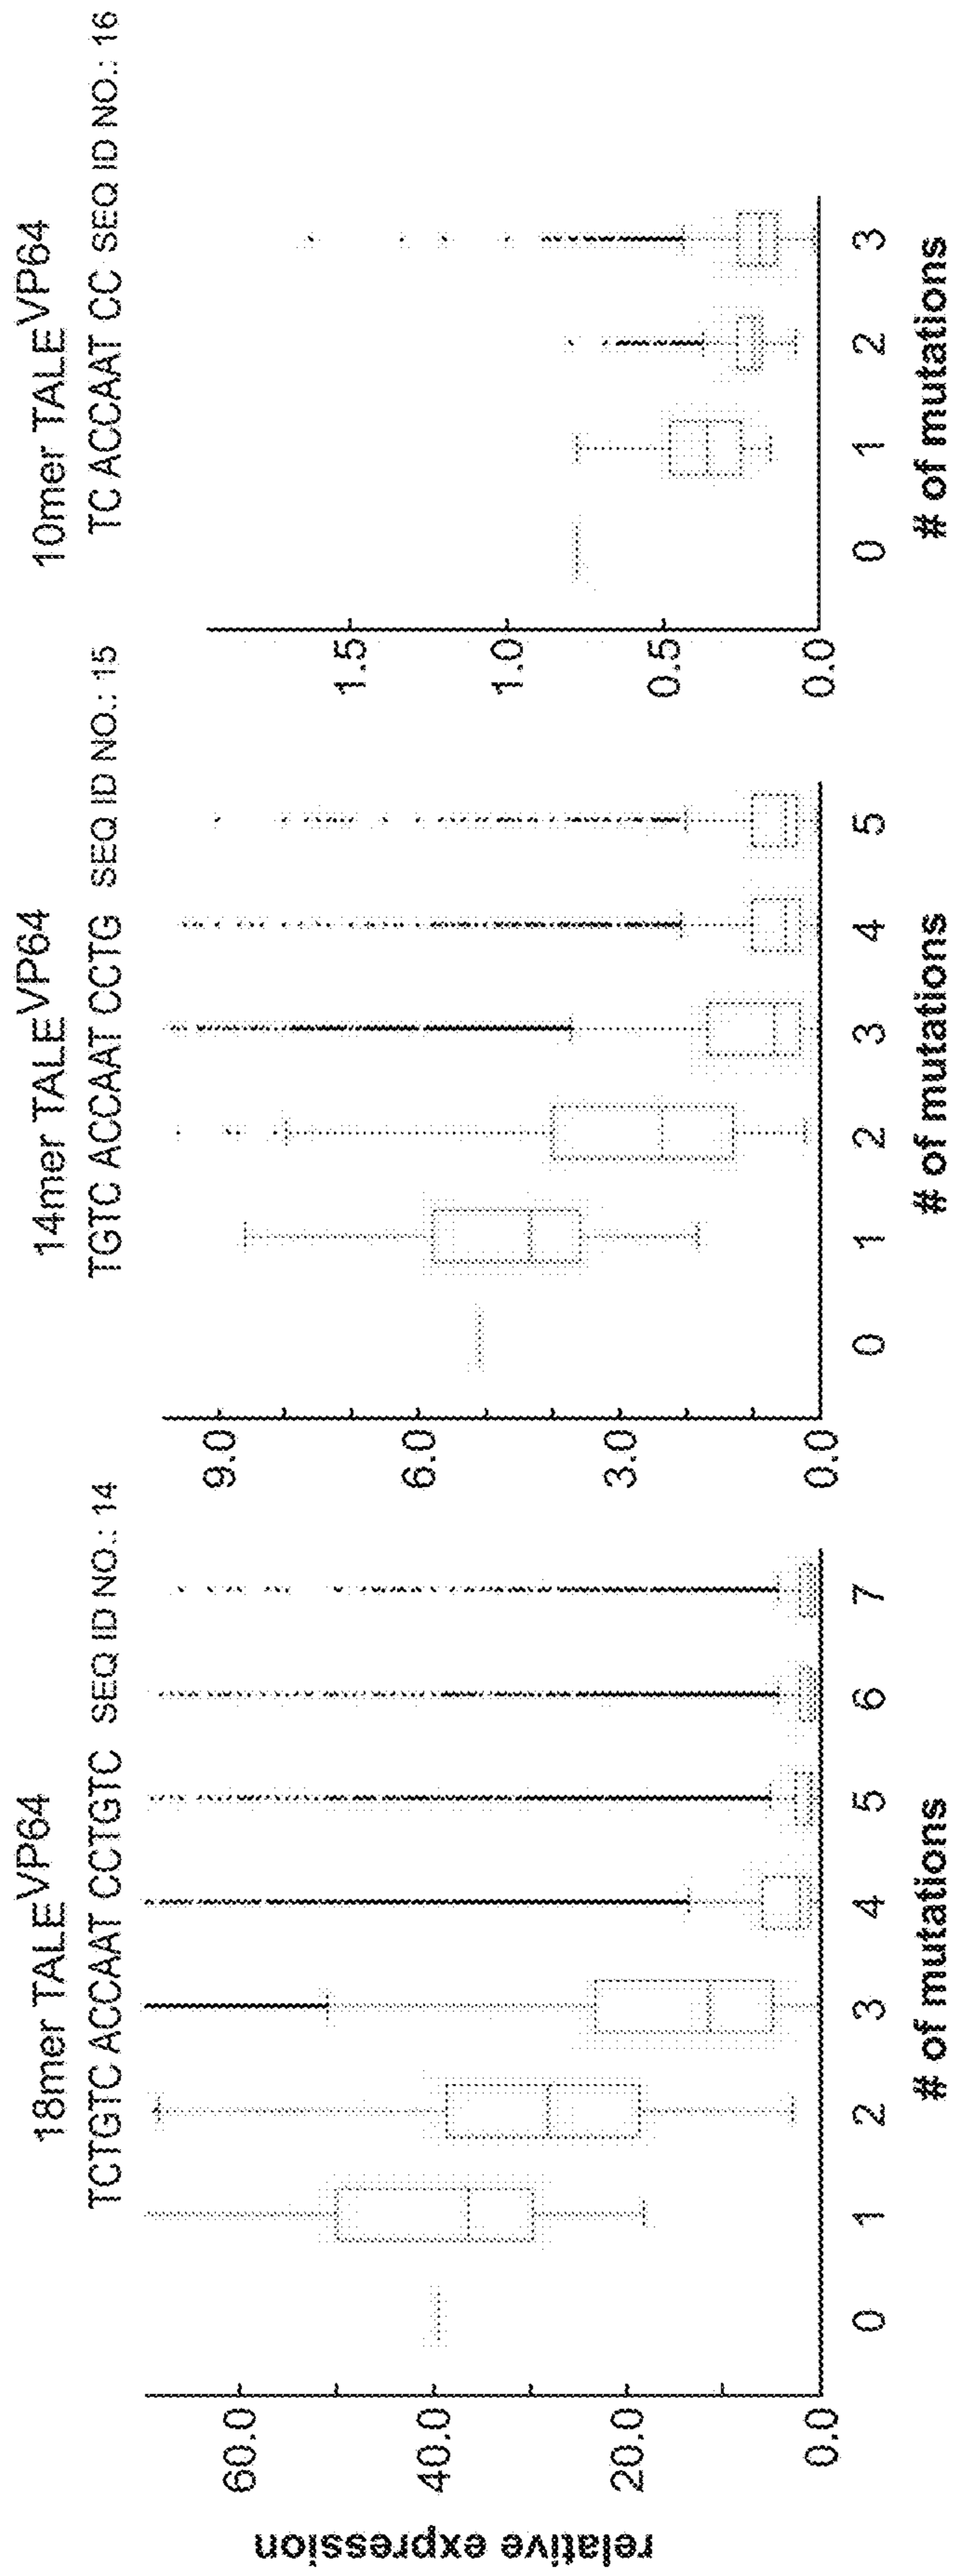 18mer TALE^VP64
TCTGTC ACCAAT CCTGTC SEQ ID NO.: 14
relative expression
60.0
40.0
20.0
0.0
0 1 2 3 4 5 6 7
# of mutations
14mer TALE^VP64
TGTC ACCAAT CCTG SEQ ID NO.: 15
9.0
6.0
3.0
0.0
0 1 2 3 4 5
# of mutations
10mer TALE^VP64
TC ACCAAT CC SEQ ID NO.: 16
1.5
1.0
0.5
0.0
0 1 2 3
# of mutations